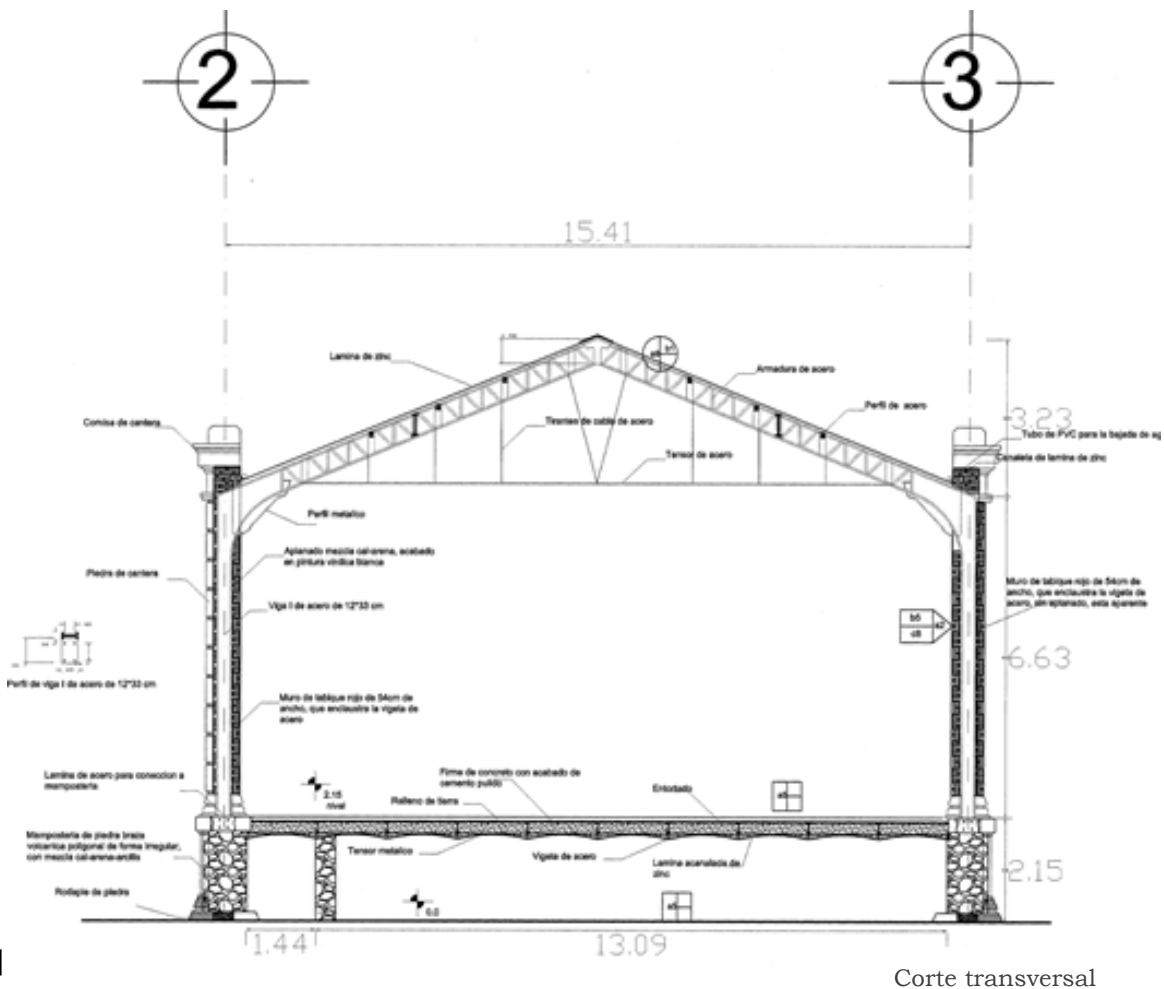 2
3
15.41
Lamina de zinc
Armadura de acero
Perfil de acero
3.23
Cornisa de cantera
Tirantes de cable de acero
Tubo de PVC para la bajada de ag
Tensor de acero
Canaleta de lamina de zinc
Perfil metalico
Aplanado mezcla cal-arena, acabado
en pintura vinilica blanca
Piedra de cantera
Viga I de acero de 12*33 cm
Muro de tabique rojo de 54cm de
ancho, que enclaustra la vigeta de
acero, sin aplanado, esta aparente
b6
c8
a2
6.63
Perfil de viga I de acero de 12*33 cm
Muro de tabique rojo de 54cm de
ancho, que enclaustra la vigeta de
acero
Lamina de acero para coneccion a
mamposteria
Firme de concreto con acabado de
cemento pulido
2.15
nivel
Relleno de tierra
Entortado
Mamposteria de piedra braza
volcanica poligonal de forma irregular,
con mezcla cal-arena-arcilla
Tensor metalico
Vigeta de acero
Lamina acanalada de
zinc
2.15
Rodapie de piedra
0.0
1.44
13.09
Corte transversal